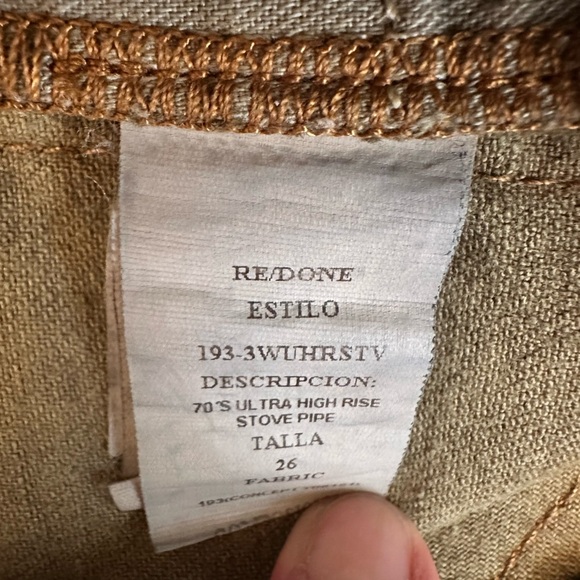 RE/DONE
ESTILO
193-3WUHRSTV
DESCRIPCION:
70'S ULTRA HIGH RISE
STOVE PIPE
TALLA
26
FABRIC